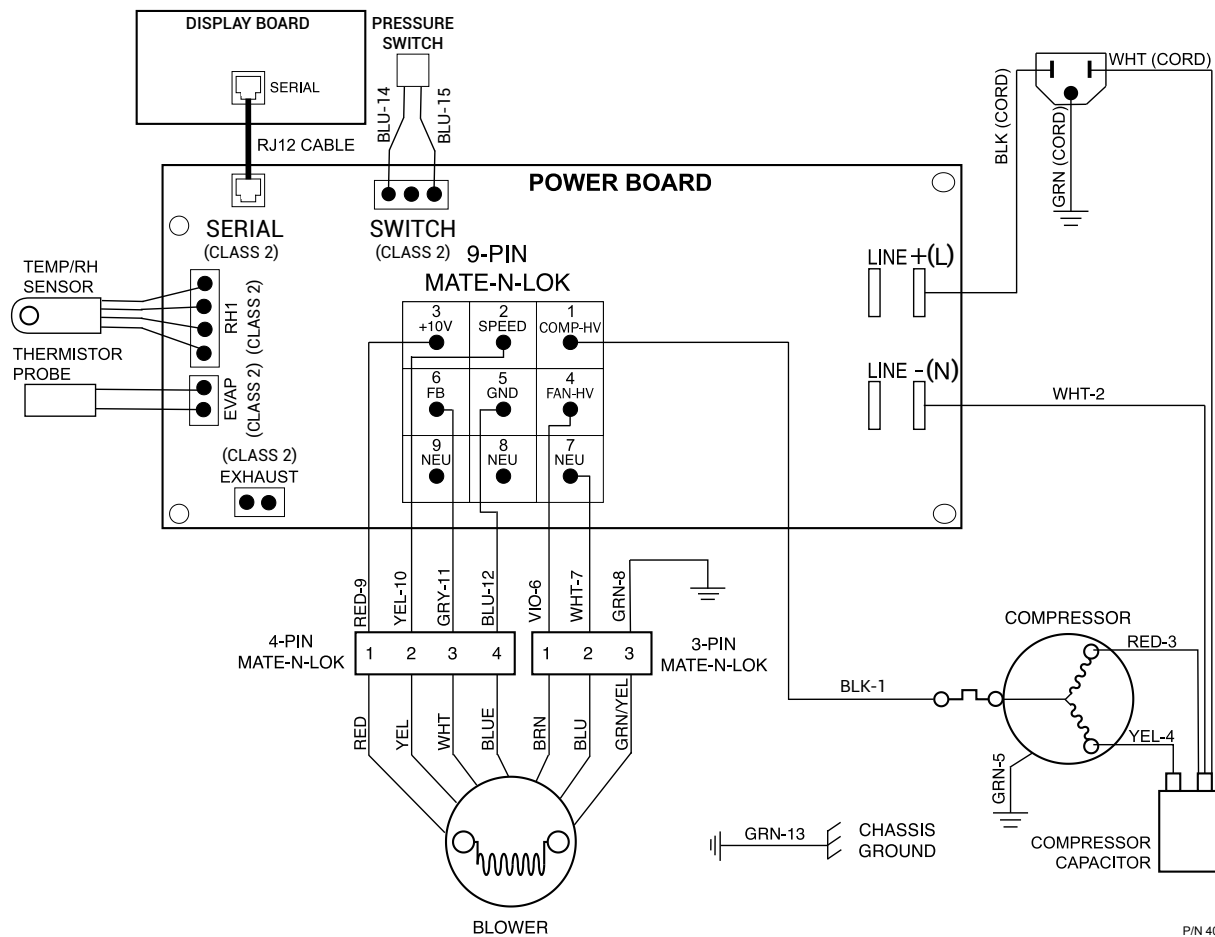 DISPLAY BOARD
SERIAL
RJ12 CABLE
PRESSURE
SWITCH
BLU-14
BLU-15
WHT (CORD)
BLK (CORD)
GRN (CORD)
POWER BOARD
SERIAL
(CLASS 2)
SWITCH
(CLASS 2)
9-PIN
MATE-N-LOK
TEMP/RH
SENSOR
RH1
(CLASS 2)
THERMISTOR
PROBE
EVAP
(CLASS 2)
(CLASS 2)
EXHAUST
3
+10V
2
SPEED
1
COMP-HV
6
FB
5
GND
4
FAN-HV
9
NEU
8
NEU
7
NEU
LINE +(L)
LINE -(N)
WHT-2
RED-9
YEL-10
GRY-11
BLU-12
VIO-6
WHT-7
GRN-8
4-PIN
MATE-N-LOK
1 2 3 4
1 2 3
3-PIN
MATE-N-LOK
RED
YEL
WHT
BLUE
BRN
BLU
GRN/YEL
BLOWER
COMPRESSOR
RED-3
BLK-1
YEL-4
GRN-5
GRN-13
CHASSIS
GROUND
COMPRESSOR
CAPACITOR
P/N 40